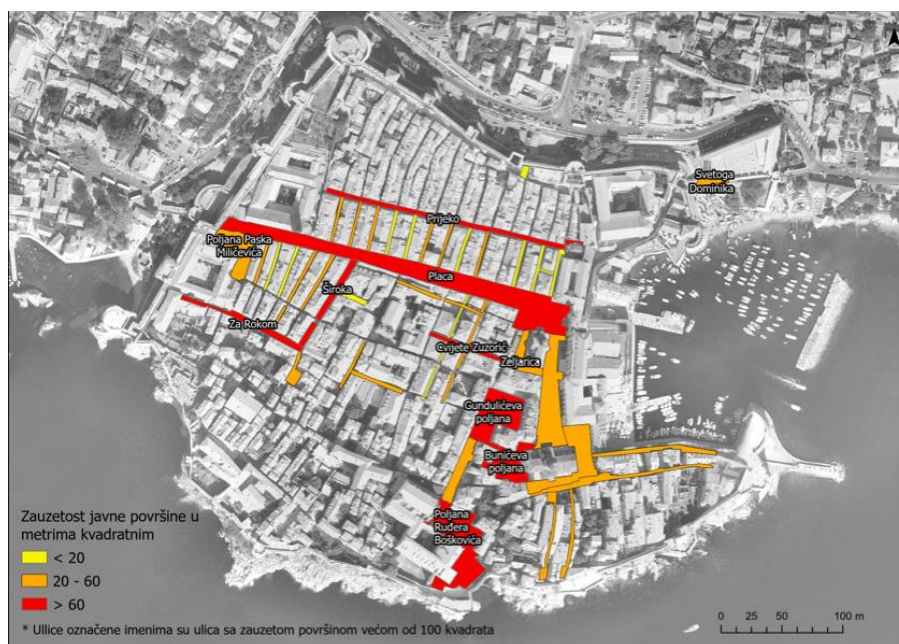 Svetoga
Dominika
Prijeko
Poljana Paska
Miličevića
Placa
Široka
Za Rokom
Cvijete Zuzorić
Željarica
Gundulićeva
poljana
Bunićeva
poljana
Poljana
Ruđera
Boškovića
Zauzetost javne površine u
metrima kvadratnim
< 20
20 - 60
> 60
* Ullice označene imenima su ulica sa zauzetom površinom većom od 100 kvadrata
0 25 50 100 m